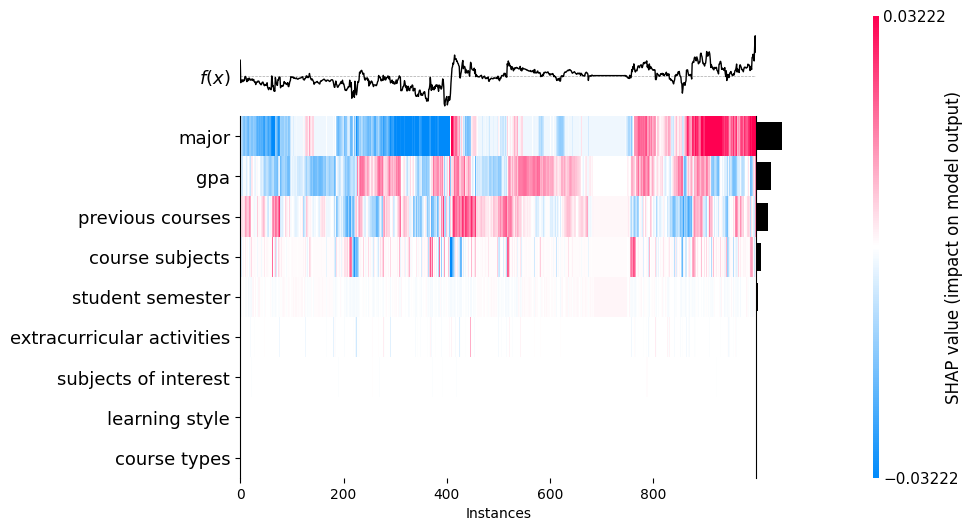 0.03222
f(x)
major
gpa
previous courses
course subjects
student semester
extracurricular activities
subjects of interest
learning style
course types
0 200 400 600 800
Instances
−0.03222
SHAP value (impact on model output)